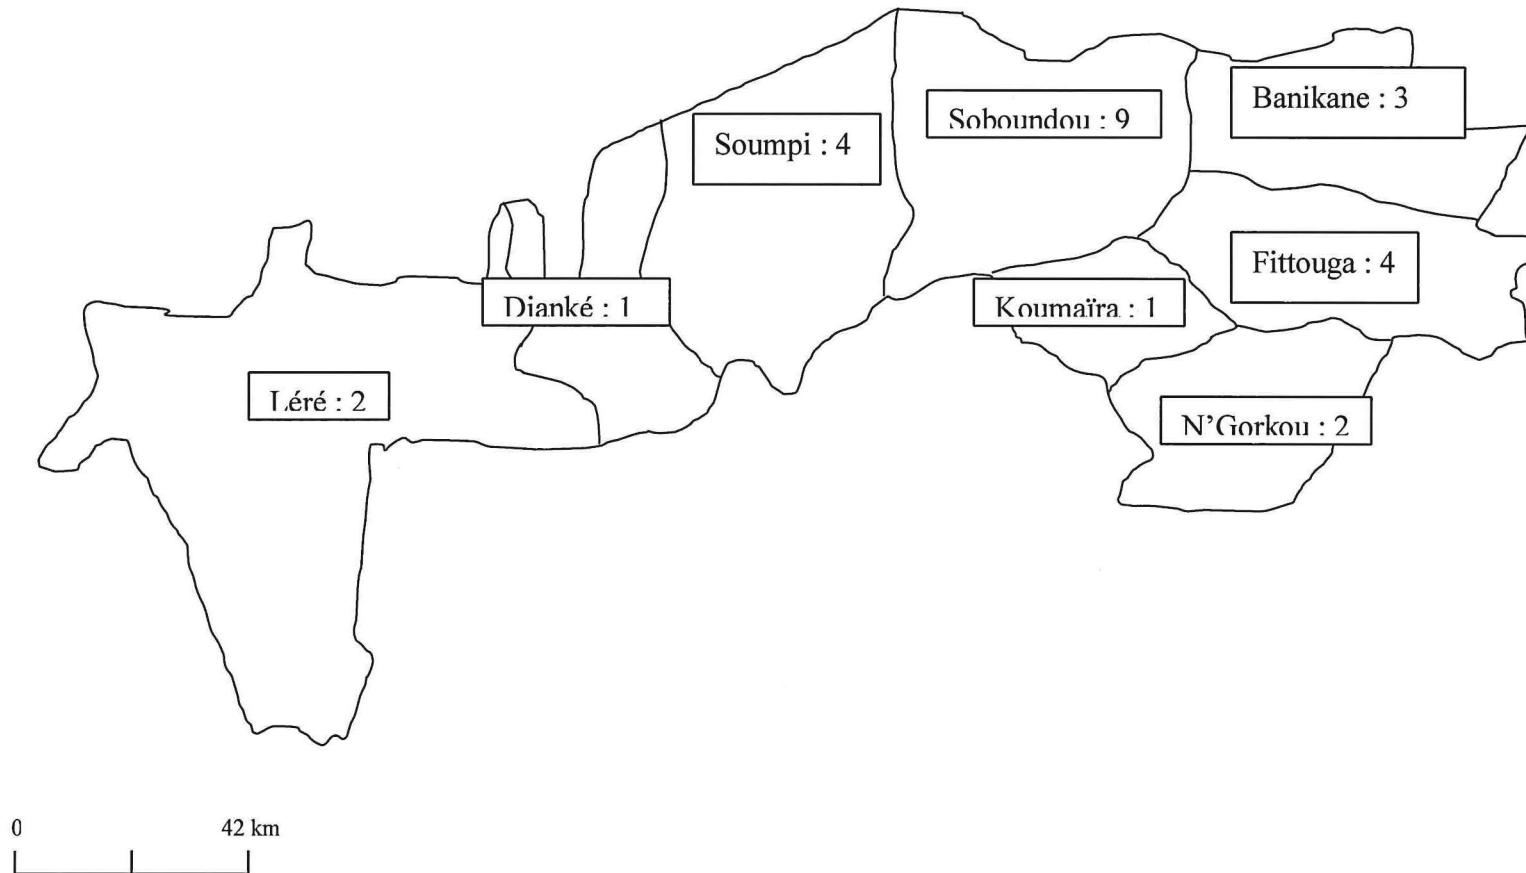 Banikane : 3
Soboundou : 9
Soumpi : 4
Fittouga : 4
Dianké : 1
Koumaïra : 1
Léré : 2
N’Gorkou : 2
0 42 km